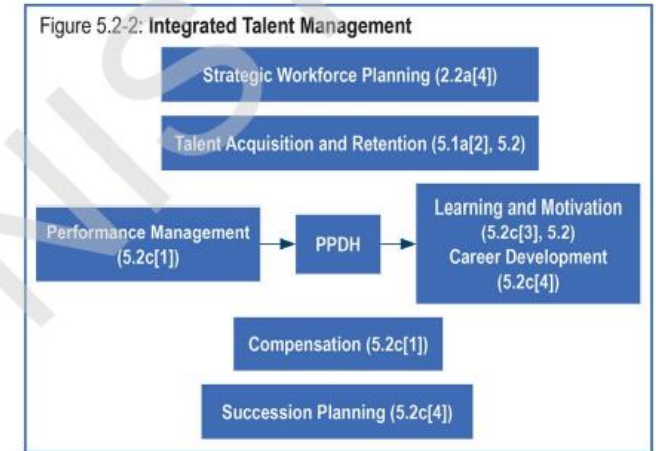 Figure 5.2-2: Integrated Talent Management
Strategic Workforce Planning (2.2a[4])
Talent Acquisition and Retention (5.1a[2], 5.2)
Performance Management
(5.2c[1])
PPDH
Learning and Motivation
(5.2c[3], 5.2)
Career Development
(5.2c[4])
Compensation (5.2c[1])
Succession Planning (5.2c[4])
NIS